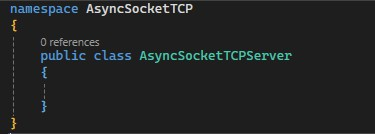 namespace AsyncSocketTCP
{
0 references
public class AsyncSocketTCPServer
{
}
}